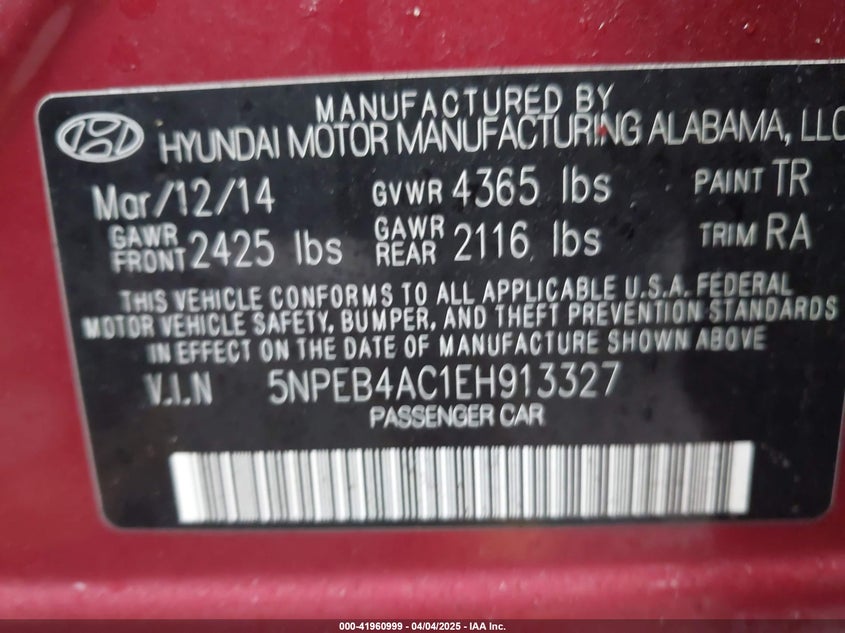 MANUFACTURED BY
HYUNDAI MOTOR MANUFACTURING ALABAMA, LLC
Mar/12/14 GVWR 4365 lbs PAINT TR
GAWR FRONT 2425 lbs GAWR REAR 2116 lbs TRIM RA
THIS VEHICLE CONFORMS TO ALL APPLICABLE U.S.A. FEDERAL
MOTOR VEHICLE SAFETY, BUMPER, AND THEFT PREVENTION STANDARDS
IN EFFECT ON THE DATE OF MANUFACTURE SHOWN ABOVE
V.I.N 5NPEB4AC1EH913327
PASSENGER CAR
000-41960999 — 04/04/2025 — IAA Inc.